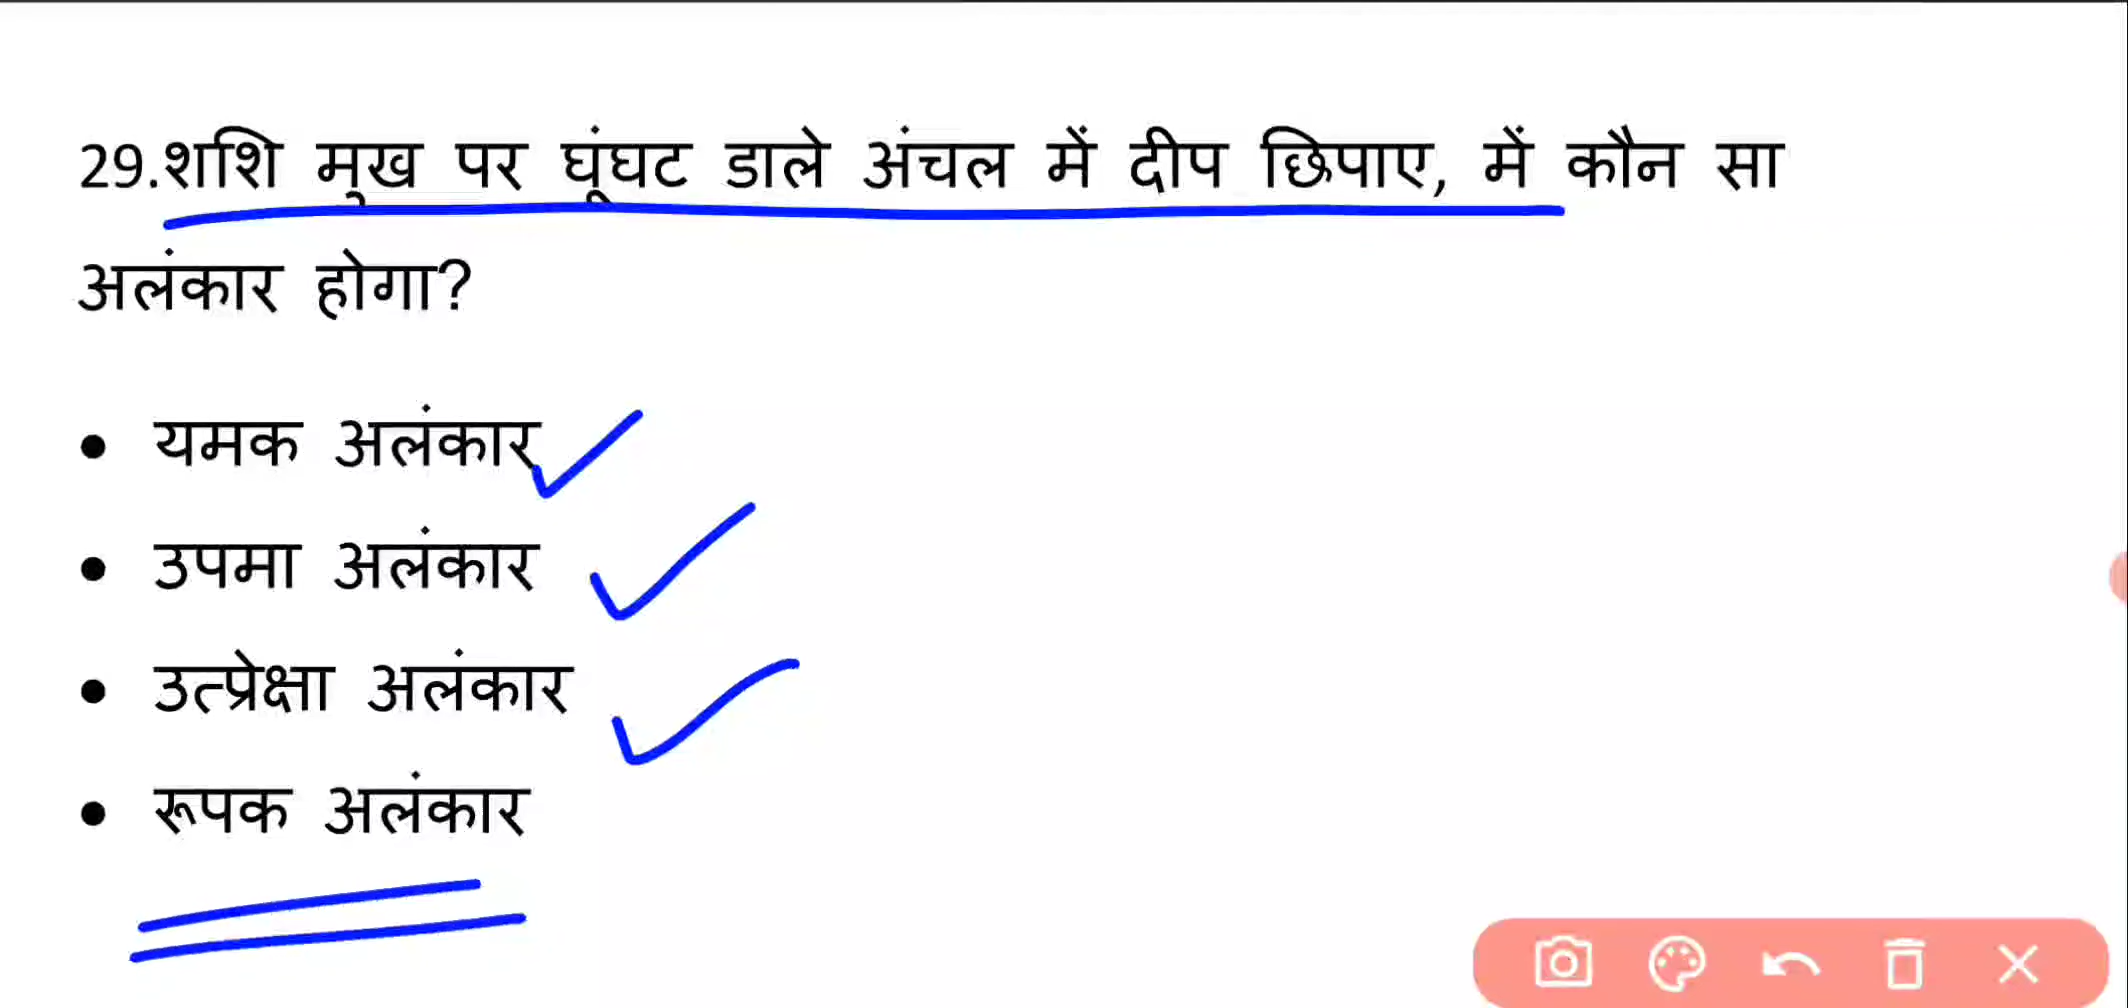 29.शशि मुख पर घूंघट डाले अंचल में दीप छिपाए, में कौन सा
अलंकार होगा?
• यमक अलंकार
• उपमा अलंकार
• उत्प्रेक्षा अलंकार
• रूपक अलंकार